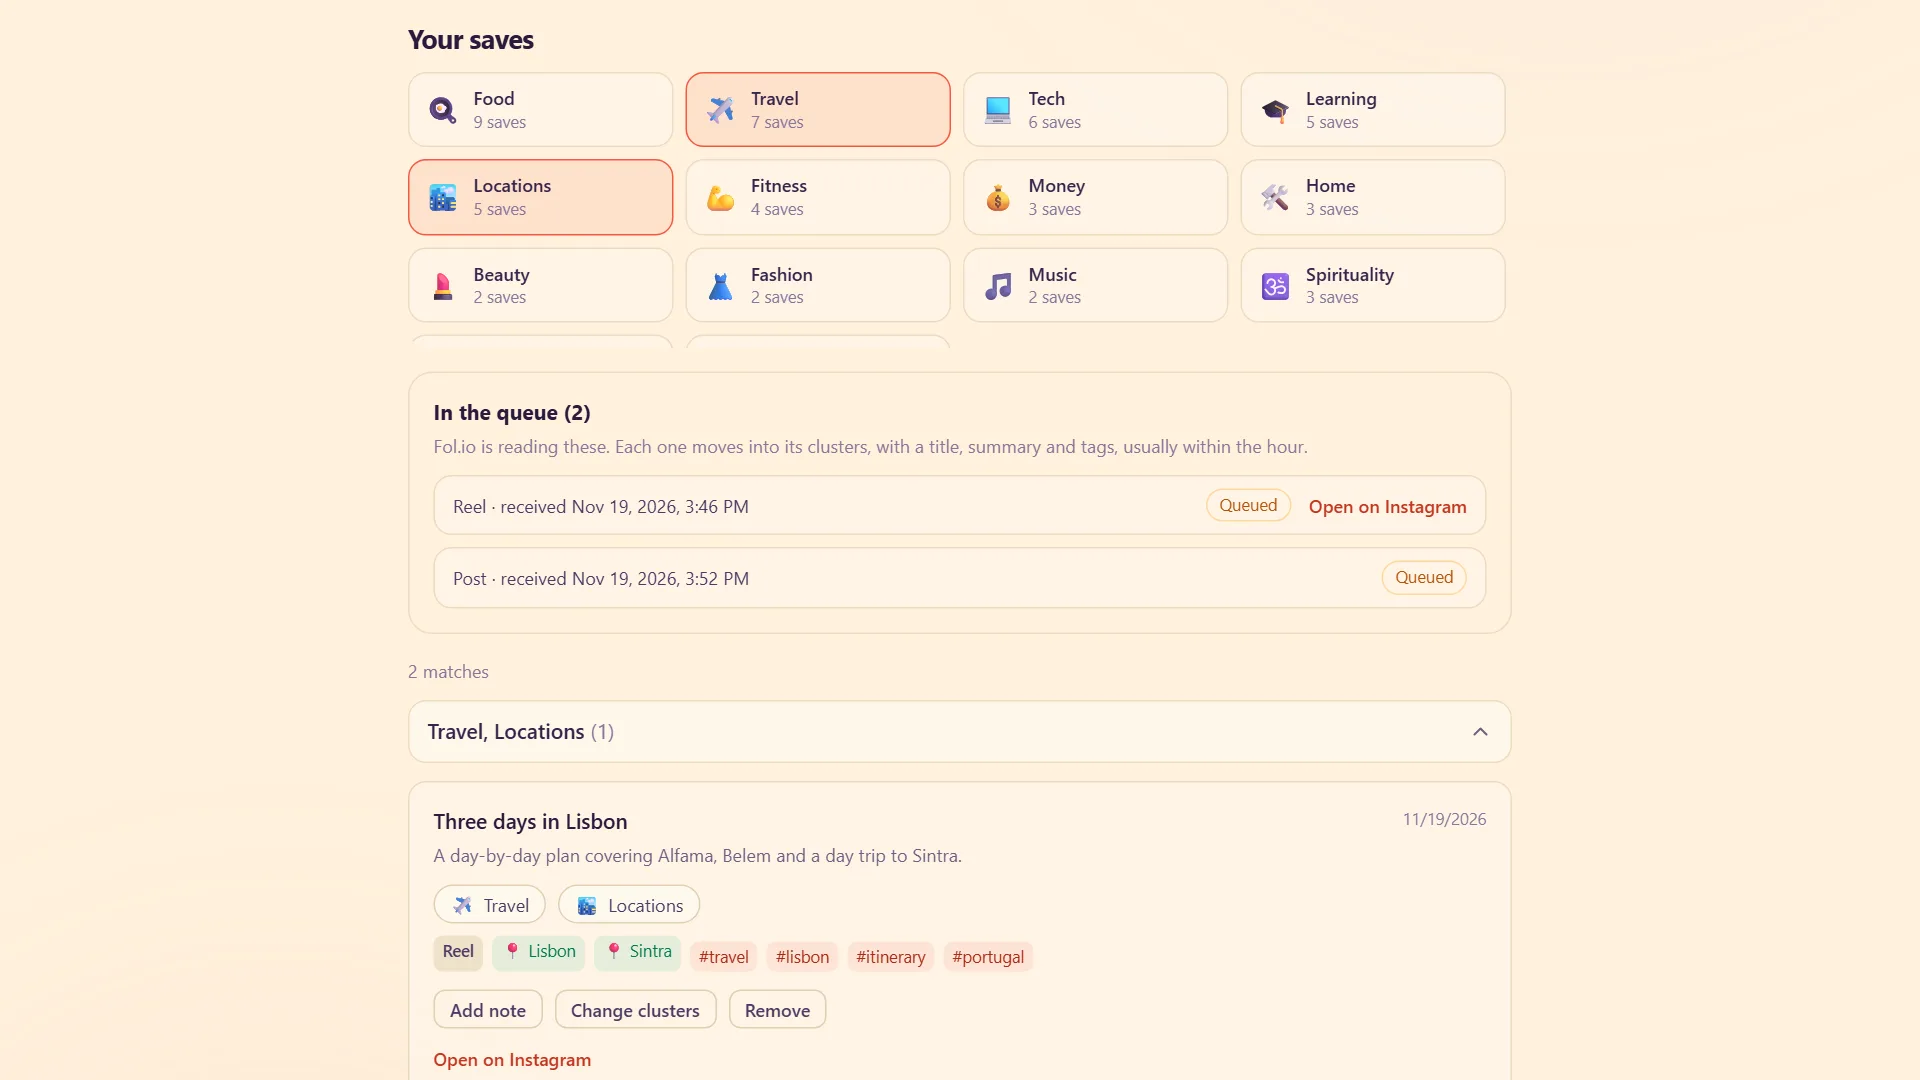 Your saves
Food
9 saves
Travel
7 saves
Tech
6 saves
Learning
5 saves
Locations
5 saves
Fitness
4 saves
Money
3 saves
Home
3 saves
Beauty
2 saves
Fashion
2 saves
Music
2 saves
Spirituality
3 saves
In the queue (2)
Fol.io is reading these. Each one moves into its clusters, with a title, summary and tags, usually within the hour.
Reel · received Nov 19, 2026, 3:46 PM Queued Open on Instagram
Post · received Nov 19, 2026, 3:52 PM Queued
2 matches
Travel, Locations (1)
Three days in Lisbon 11/19/2026
A day-by-day plan covering Alfama, Belem and a day trip to Sintra.
Travel Locations
Reel Lisbon Sintra #travel #lisbon #itinerary #portugal
Add note Change clusters Remove
Open on Instagram